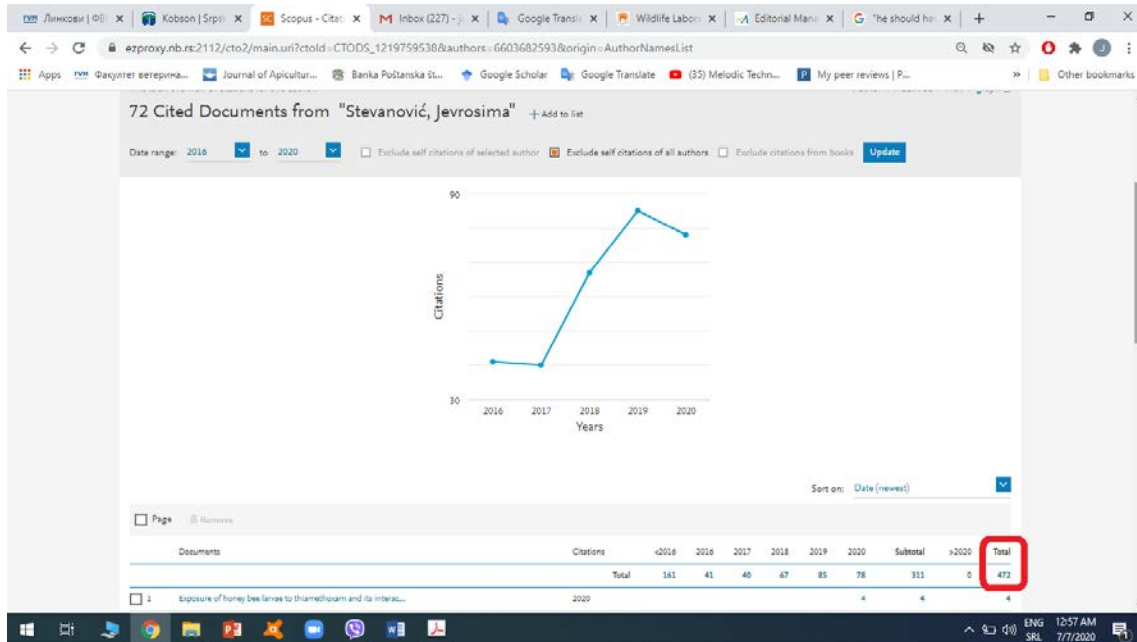 Линкови | ФВ
Kobson | Srps
Scopus - Citat
Inbox (227) - j
Google Transla
Wildlife Labor
Editorial Mana
"he should ha
ezproxy.nb.rs:2112/cto2/main.uri?ctoId=CTODS_1219759538&authors=6603682593&origin=AuthorNamesList
Apps
Факултет ветерина...
Journal of Apicultur...
Banka Poštanska št...
Google Scholar
Google Translate
(35) Melodic Techn...
My peer reviews | P...
Other bookmarks
72 Cited Documents from "Stevanović, Jevrosima" + Add to list
Date range: 2016 to 2020 Exclude self citations of selected author Exclude self citations of all authors Exclude citations from books Update
90
Citations
30
2016 2017 2018 2019 2020
Years
Sort on: Date (newest)
Page Remove
Documents Citations <2016 2016 2017 2018 2019 2020 Subtotal >2020 Total
Total 161 41 40 67 85 78 311 0 472
1 Exposure of honey bee larvae to thiamethoxam and its interac... 2020 4 4 4
ENG 12:57 AM
SRL 7/7/2020